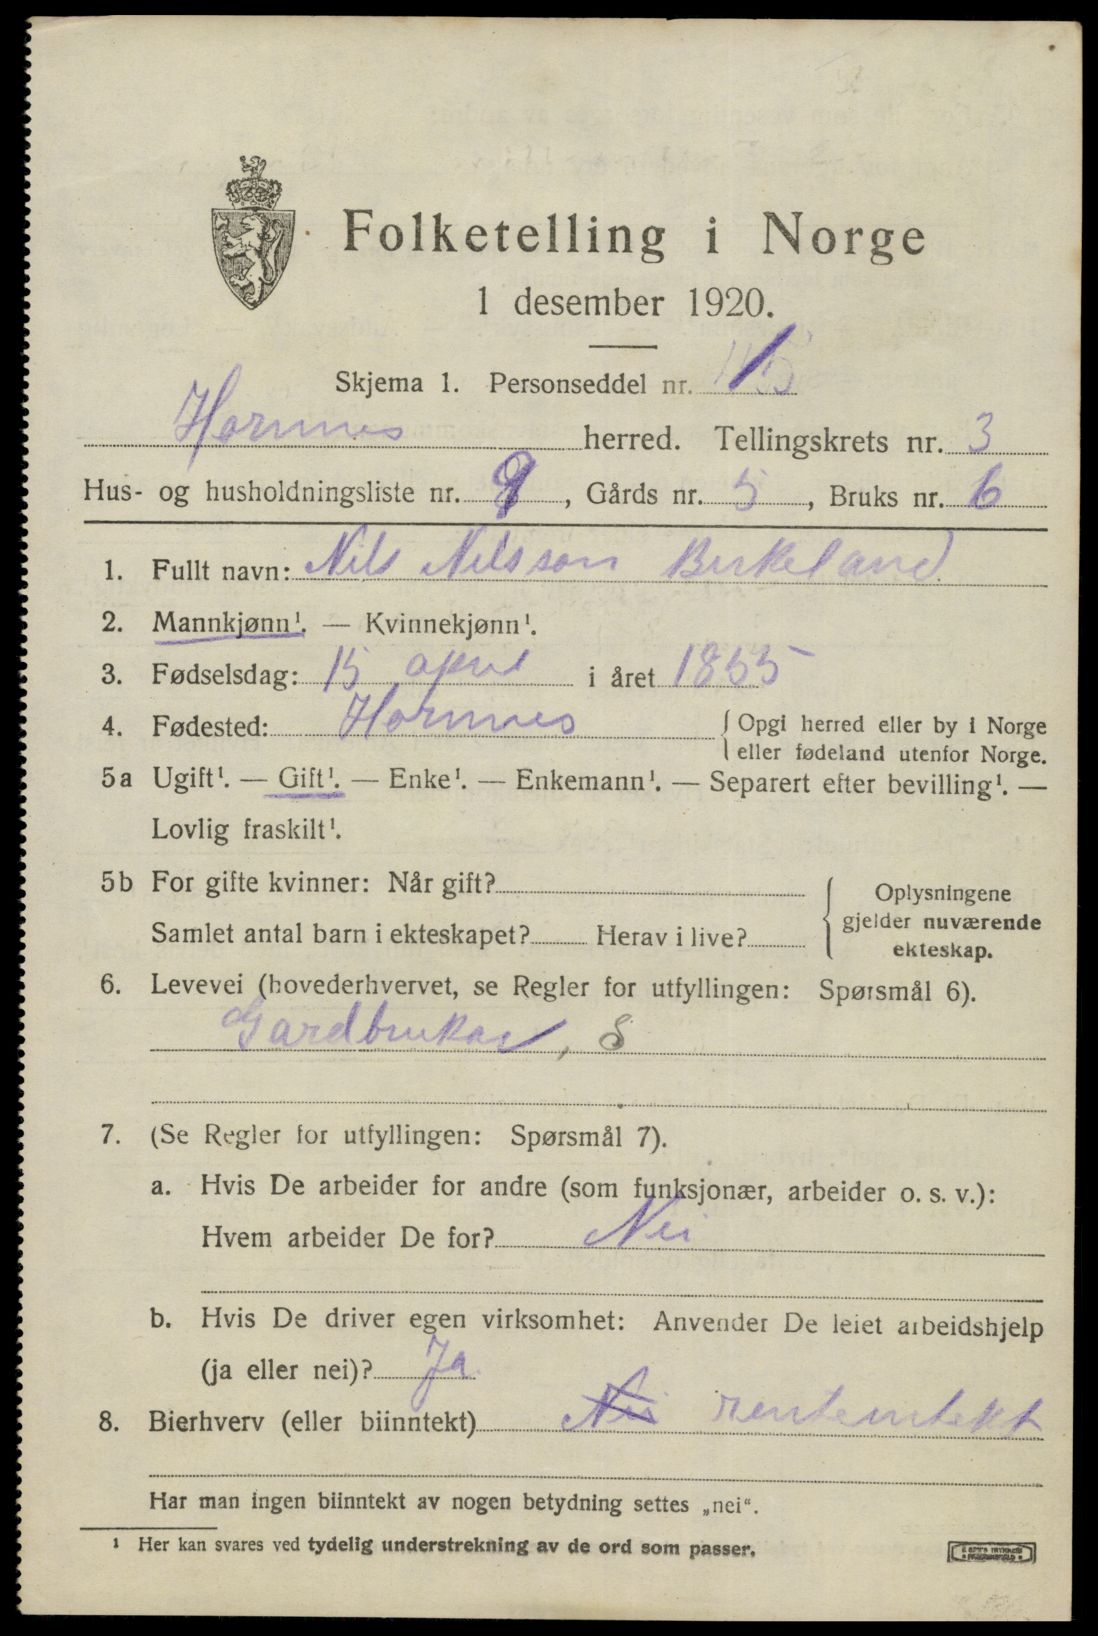 Folketelling i Norge
1 desember 1920.
Skjema 1. Personseddel nr.
Hornnes herred. Tellingskrets nr. 3
Hus- og husholdningsliste nr. 9, Gårds nr. 5, Bruks nr. 6
1. Fullt navn: Nils Nilsson Birkeland
2. Mannkjønn¹. — Kvinnekjønn¹.
3. Fødselsdag: 15 april i året 1855
4. Fødested: Hornnes { Opgi herred eller by i Norge
eller fødeland utenfor Norge.
5a Ugift¹. — Gift¹. — Enke¹. — Enkemann¹. — Separert efter bevilling¹. —
Lovlig fraskilt¹.
5b For gifte kvinner: Når gift?
Samlet antal barn i ekteskapet? Herav i live?
{ Oplysningene
gjelder nuværende
ekteskap.
6. Levevei (hovederhvervet, se Regler for utfyllingen: Spørsmål 6).
Gardbrukar, S
7. (Se Regler for utfyllingen: Spørsmål 7).
a. Hvis De arbeider for andre (som funksjonær, arbeider o. s. v.):
Hvem arbeider De for? Nei
b. Hvis De driver egen virksomhet: Anvender De leiet arbeidshjelp
(ja eller nei)? Ja
8. Bierhverv (eller biinntekt) Nei renteintekt
Har man ingen biinntekt av nogen betydning settes „nei“.
¹ Her kan svares ved tydelig understrekning av de ord som passer.